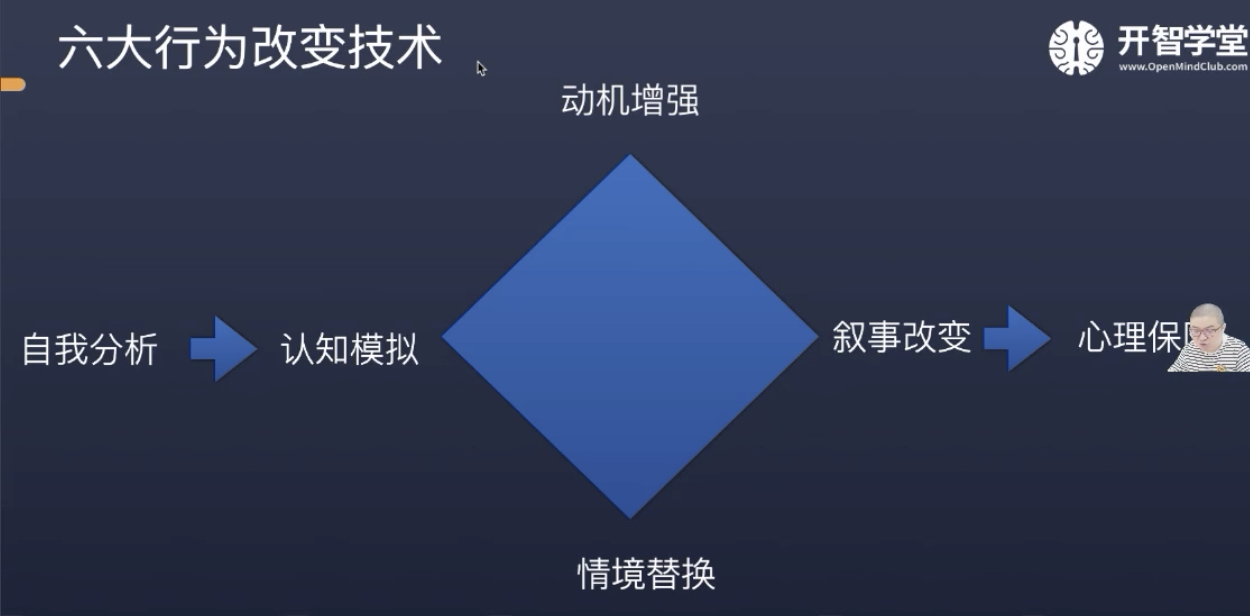 六大行为改变技术
开智学堂
www.OpenMindClub.com
动机增强
自我分析
认知模拟
叙事改变
心理保
情境替换